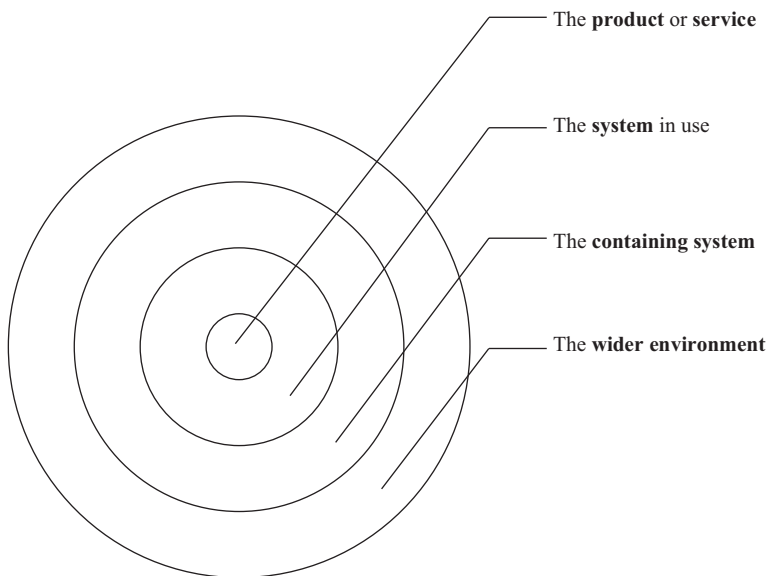 The product or service
The system in use
The containing system
The wider environment